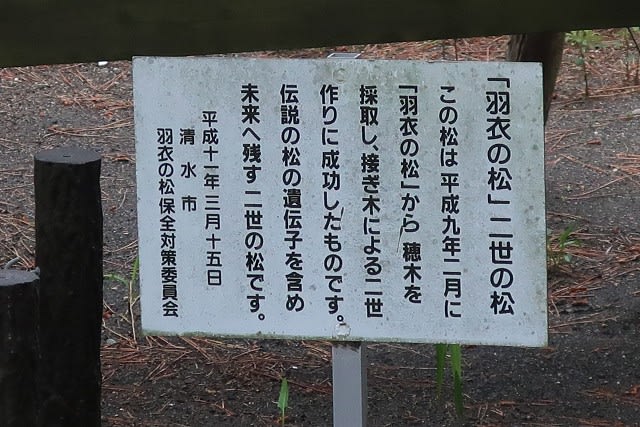 「羽衣の松」二世の松
この松は平成九年二月に
「羽衣の松」から穂木を
採取し、接ぎ木による二世
作りに成功したものです。
伝説の松の遺伝子を含め
未来へ残す二世の松です。
平成十一年三月十五日
清水市
羽衣の松保全対策委員会